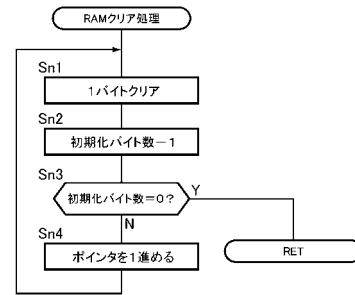 RAMクリア処理
Sn1
1バイトクリア
Sn2
初期化バイト数－1
Sn3
初期化バイト数=0?
Y
N
Sn4
ポインタを1進める
RET